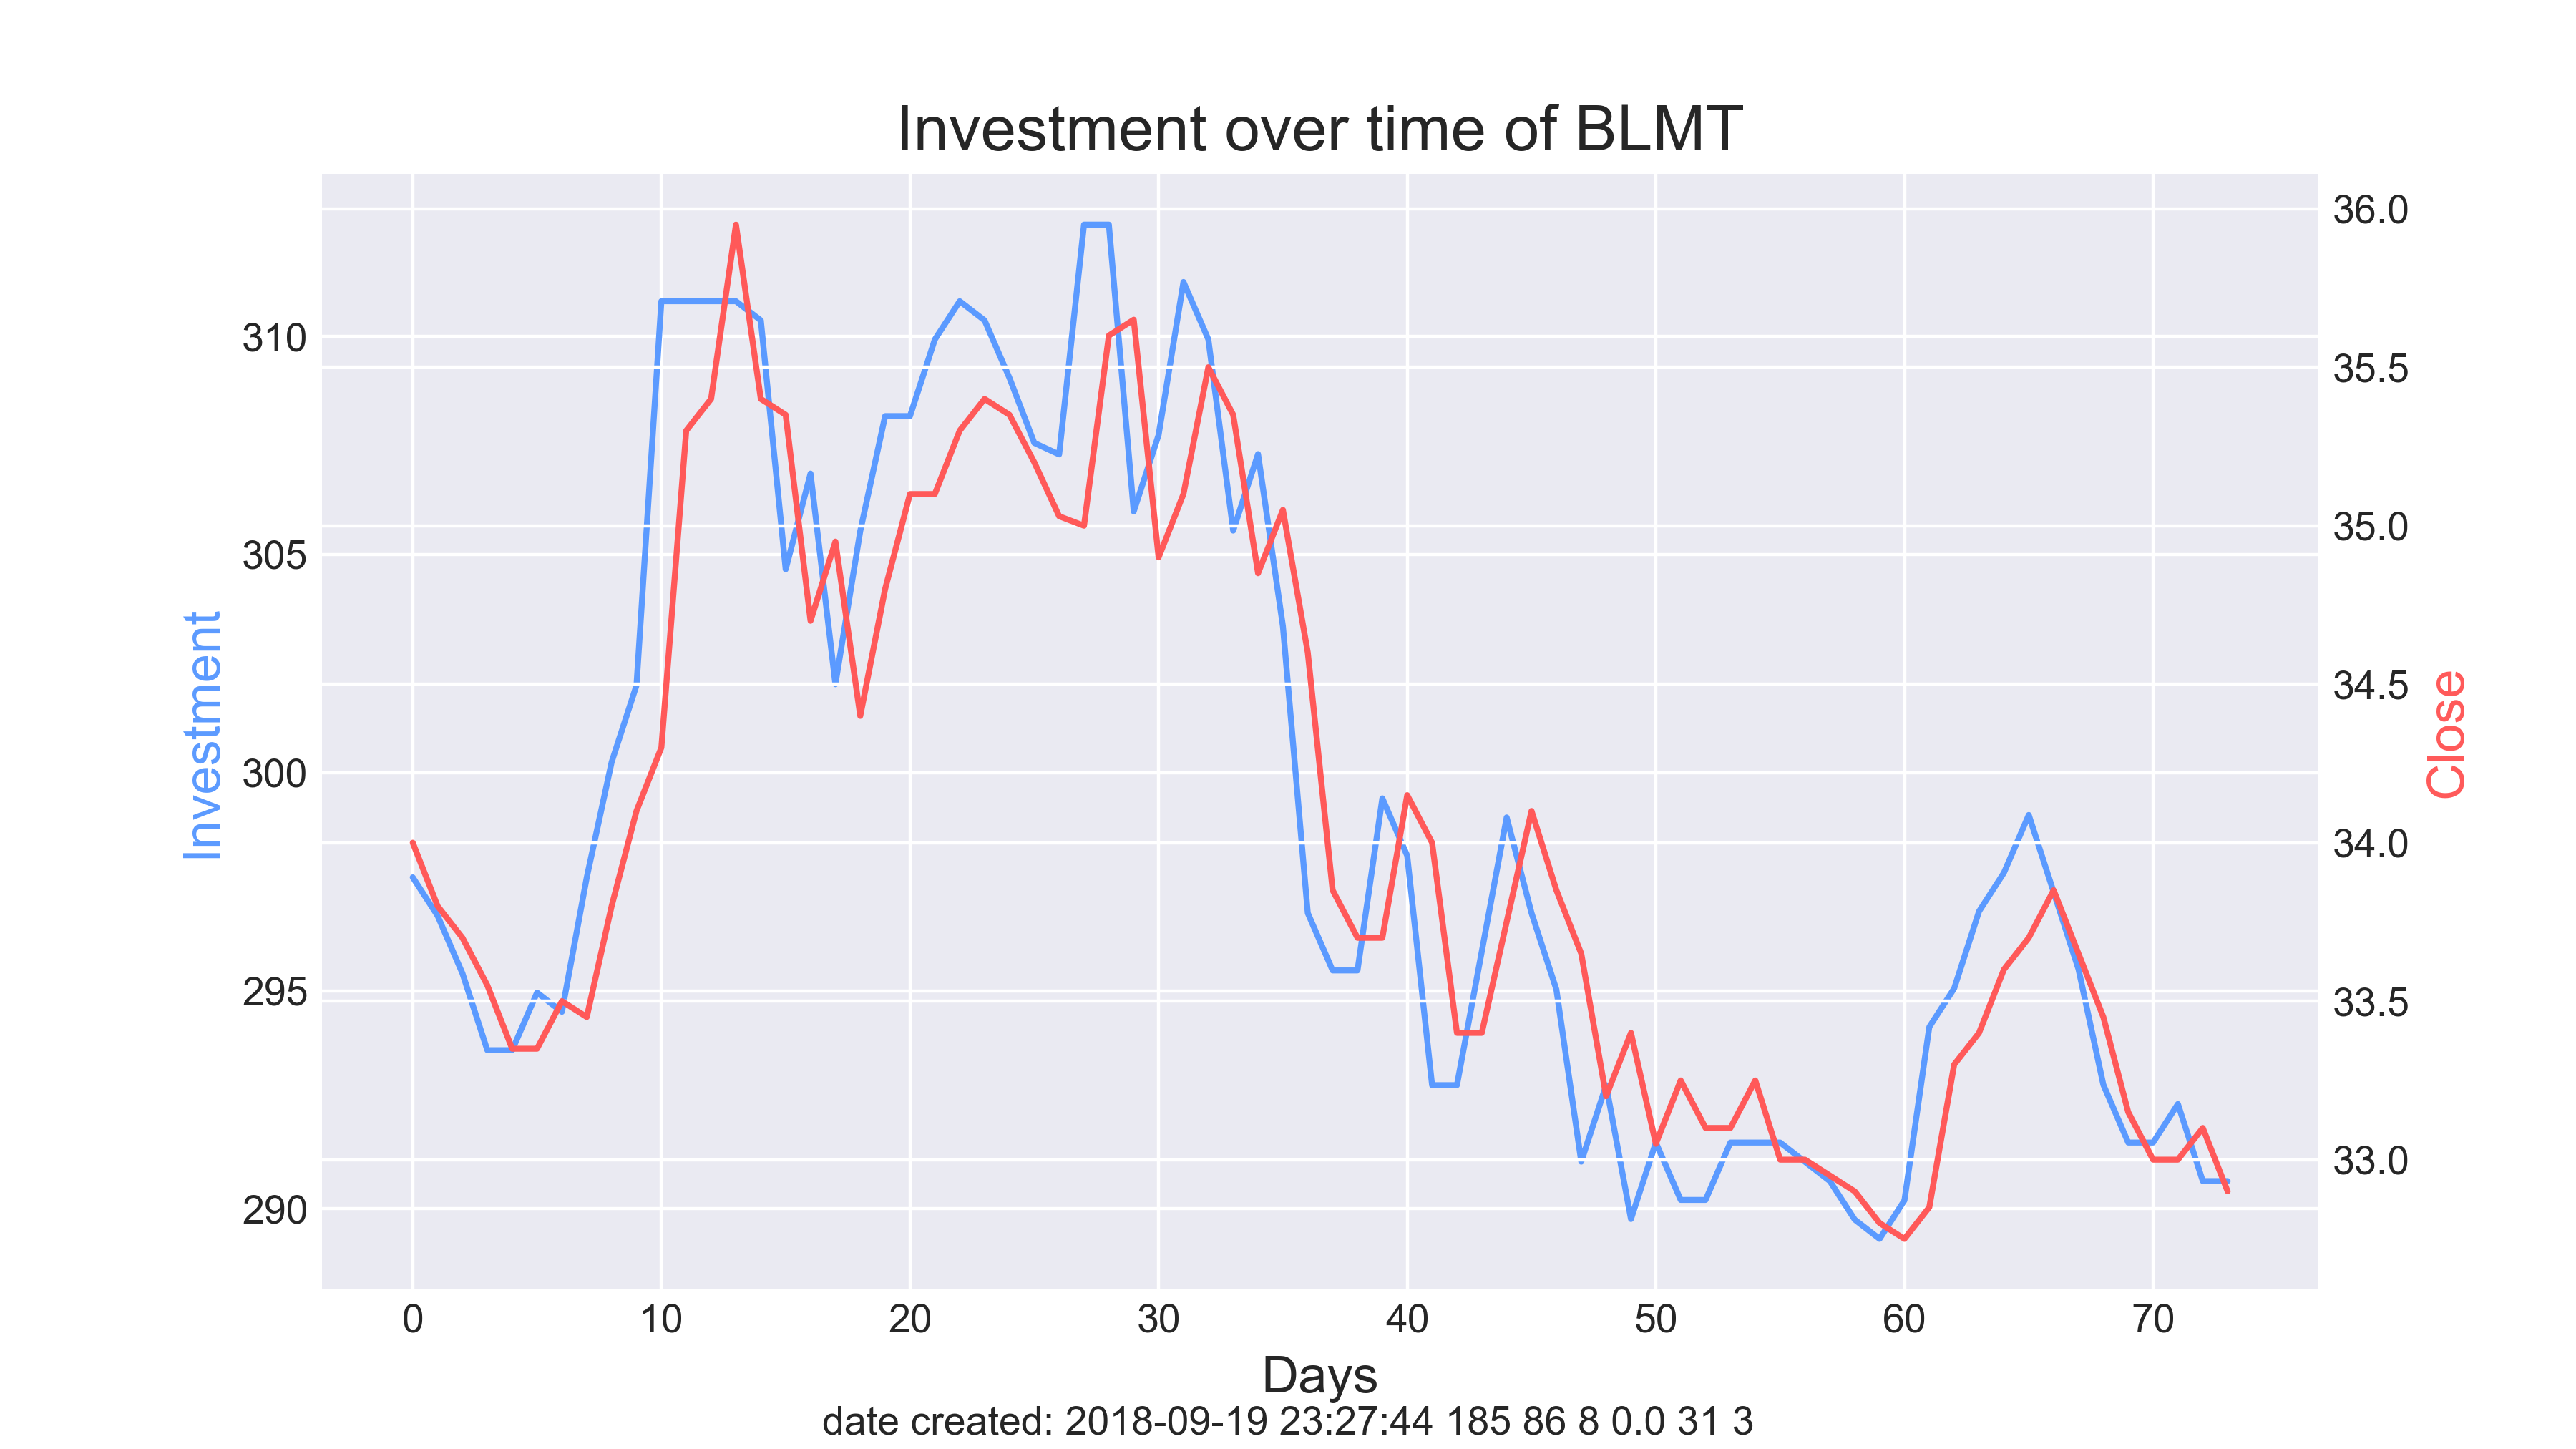 Investment over time of BLMT
Investment
310
305
300
295
290
36.0
35.5
35.0
34.5
34.0
33.5
33.0
Close
0 10 20 30 40 50 60 70
Days
date created: 2018-09-19 23:27:44 185 86 8 0.0 31 3